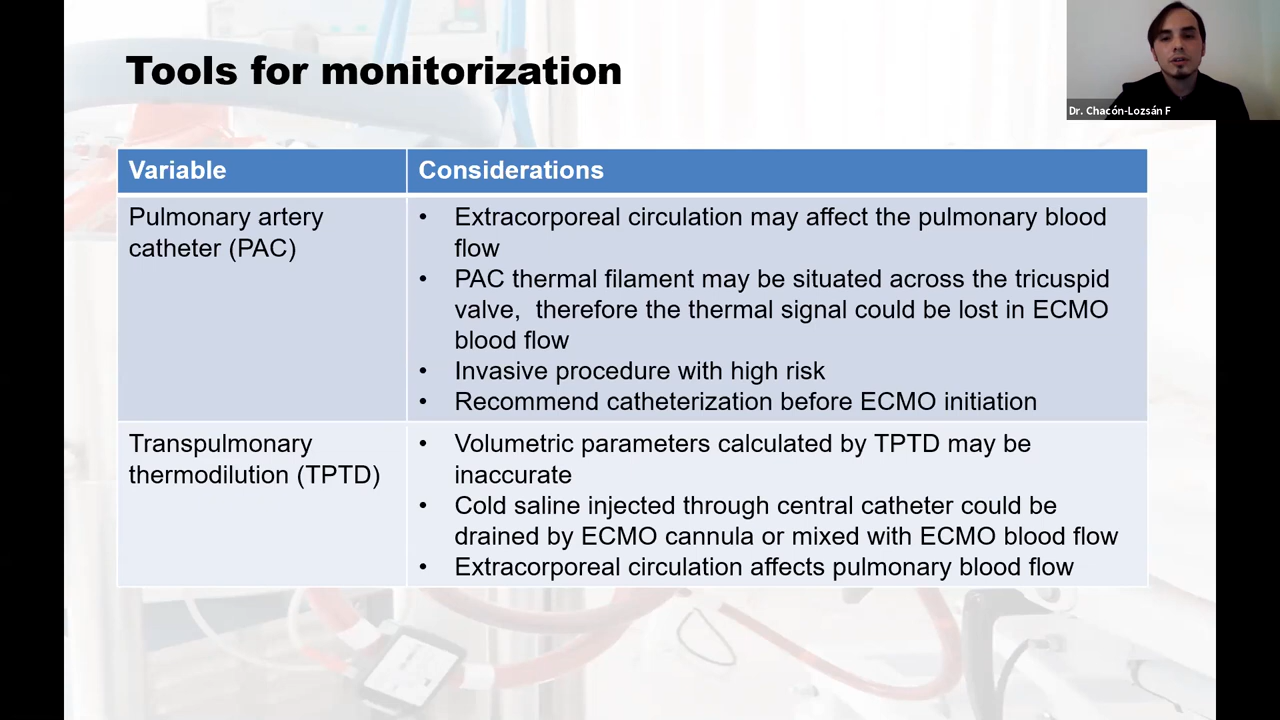 Tools for monitorization
Dr. Chacón-Lozsán F
Variable
Considerations
Pulmonary artery
catheter (PAC)
• Extracorporeal circulation may affect the pulmonary blood
flow
• PAC thermal filament may be situated across the tricuspid
valve,  therefore the thermal signal could be lost in ECMO
blood flow
• Invasive procedure with high risk
• Recommend catheterization before ECMO initiation
Transpulmonary
thermodilution (TPTD)
• Volumetric parameters calculated by TPTD may be
inaccurate
• Cold saline injected through central catheter could be
drained by ECMO cannula or mixed with ECMO blood flow
• Extracorporeal circulation affects pulmonary blood flow